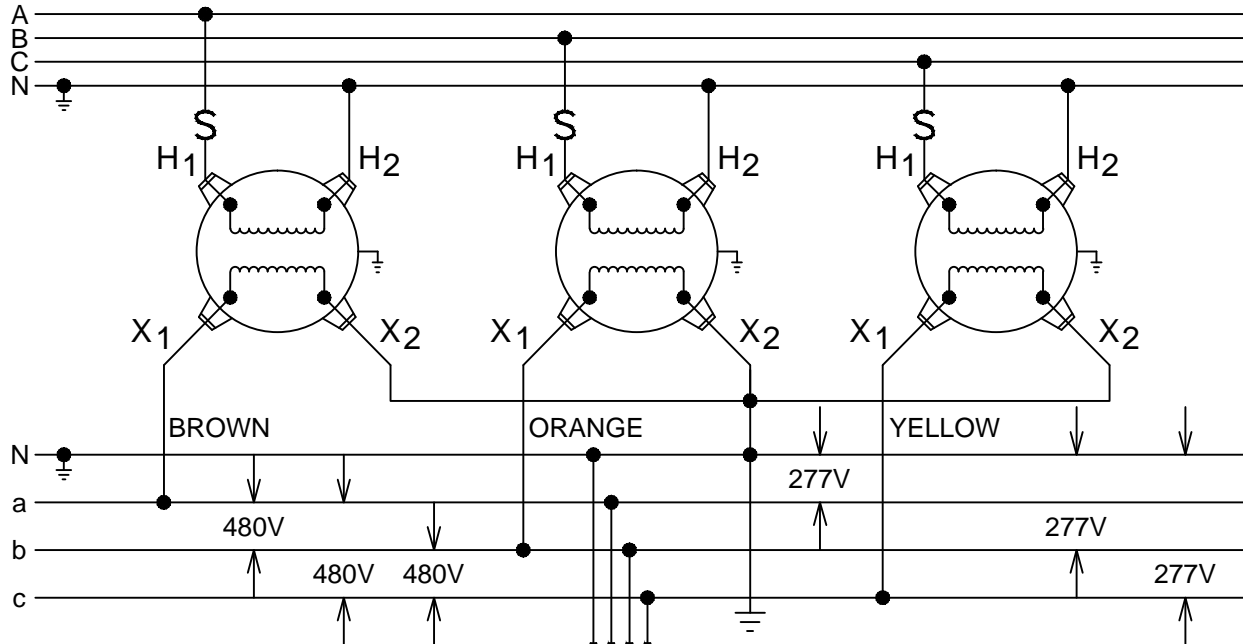 A
B
C
N
S S S
H1 H2 H1 H2 H1 H2
X1 X2 X1 X2 X1 X2
BROWN ORANGE YELLOW
N
277V
a
480V 277V
b
480V 480V 277V
c